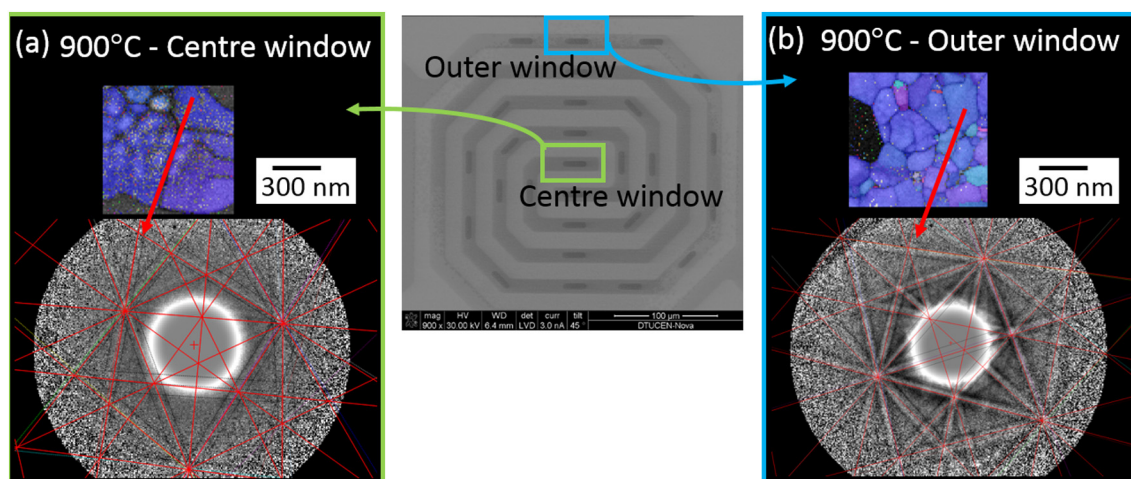 (a) 900°C - Centre window
300 nm
Outer window
Centre window
mag HV WD det curr tilt
900 x 30.00 kV 6.4 mm LVD 3.0 nA 45° 100 µm
DTUCEN-Nova
(b) 900°C - Outer window
300 nm